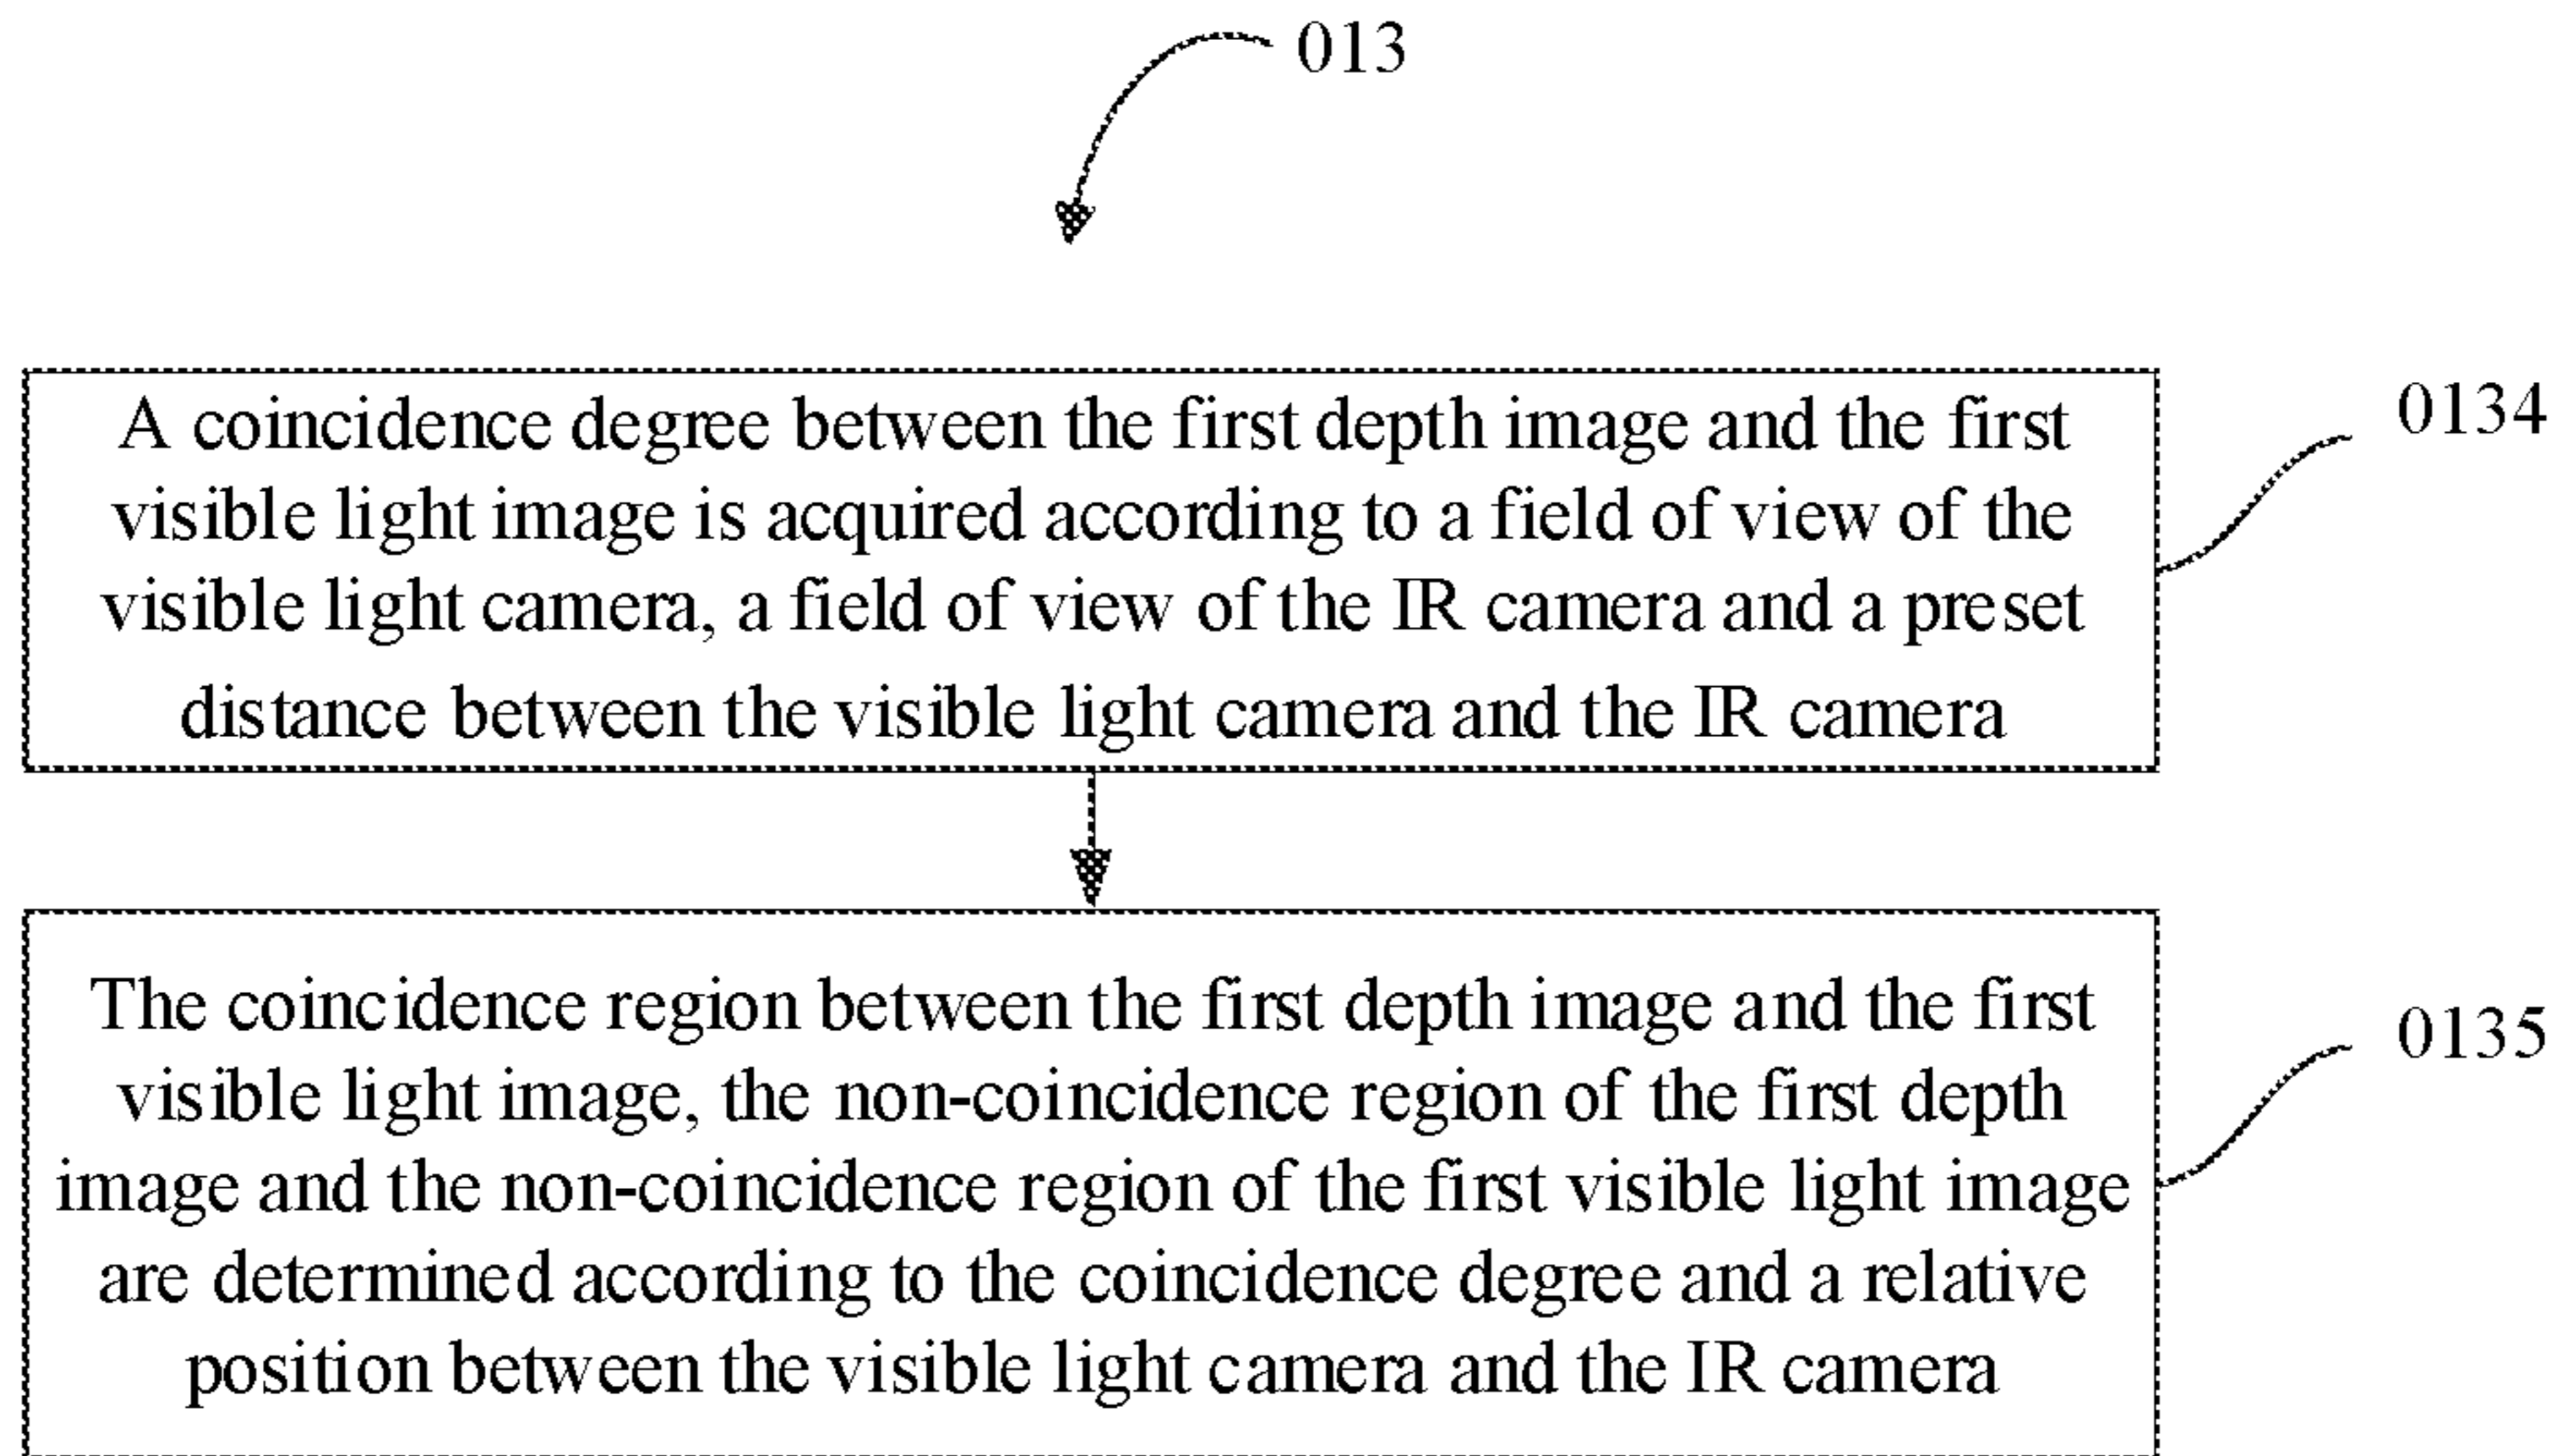 013
A coincidence degree between the first depth image and the first
visible light image is acquired according to a field of view of the
visible light camera, a field of view of the IR camera and a preset
distance between the visible light camera and the IR camera
0134
The coincidence region between the first depth image and the first
visible light image, the non-coincidence region of the first depth
image and the non-coincidence region of the first visible light image
are determined according to the coincidence degree and a relative
position between the visible light camera and the IR camera
0135